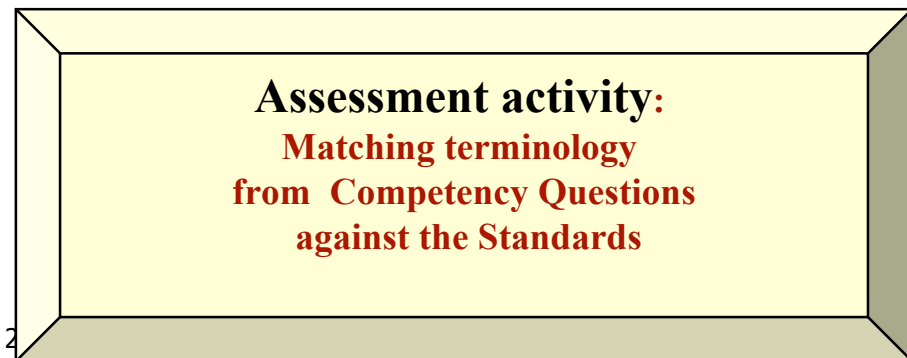 Assessment activity:
Matching terminology
from Competency Questions
against the Standards
2